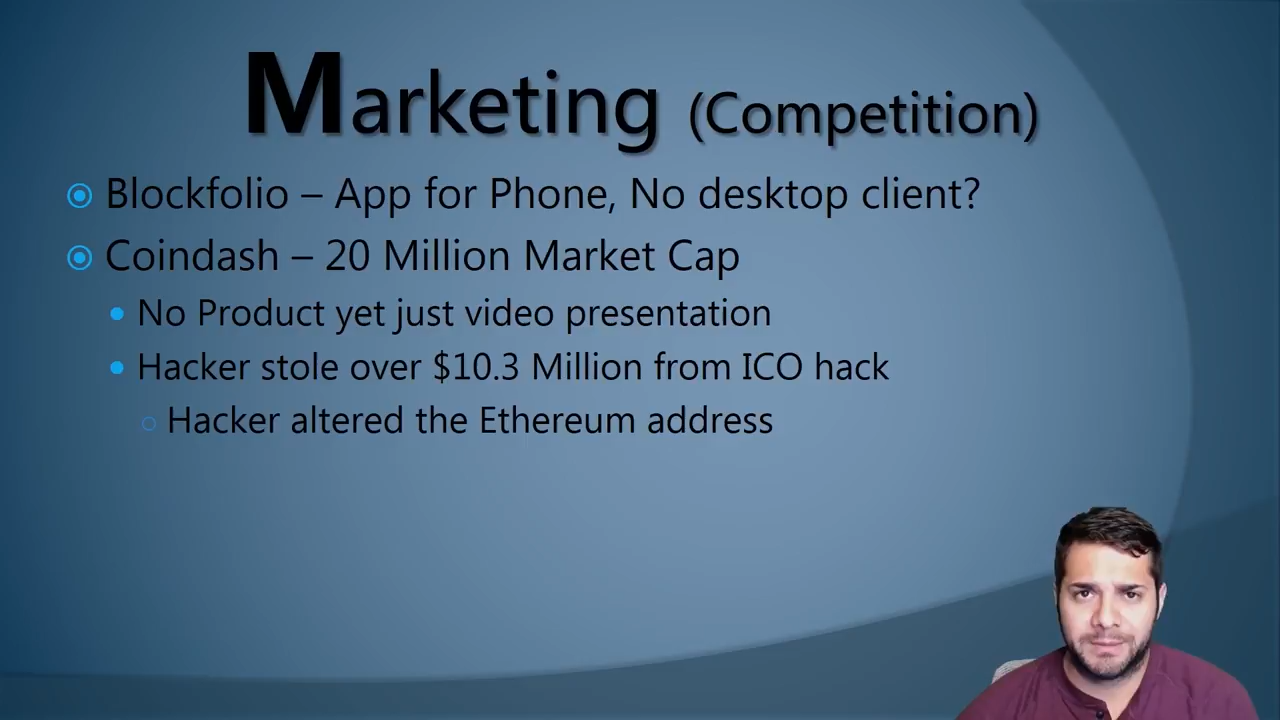 Marketing (Competition)
Blockfolio – App for Phone, No desktop client?
Coindash – 20 Million Market Cap
No Product yet just video presentation
Hacker stole over $10.3 Million from ICO hack
Hacker altered the Ethereum address